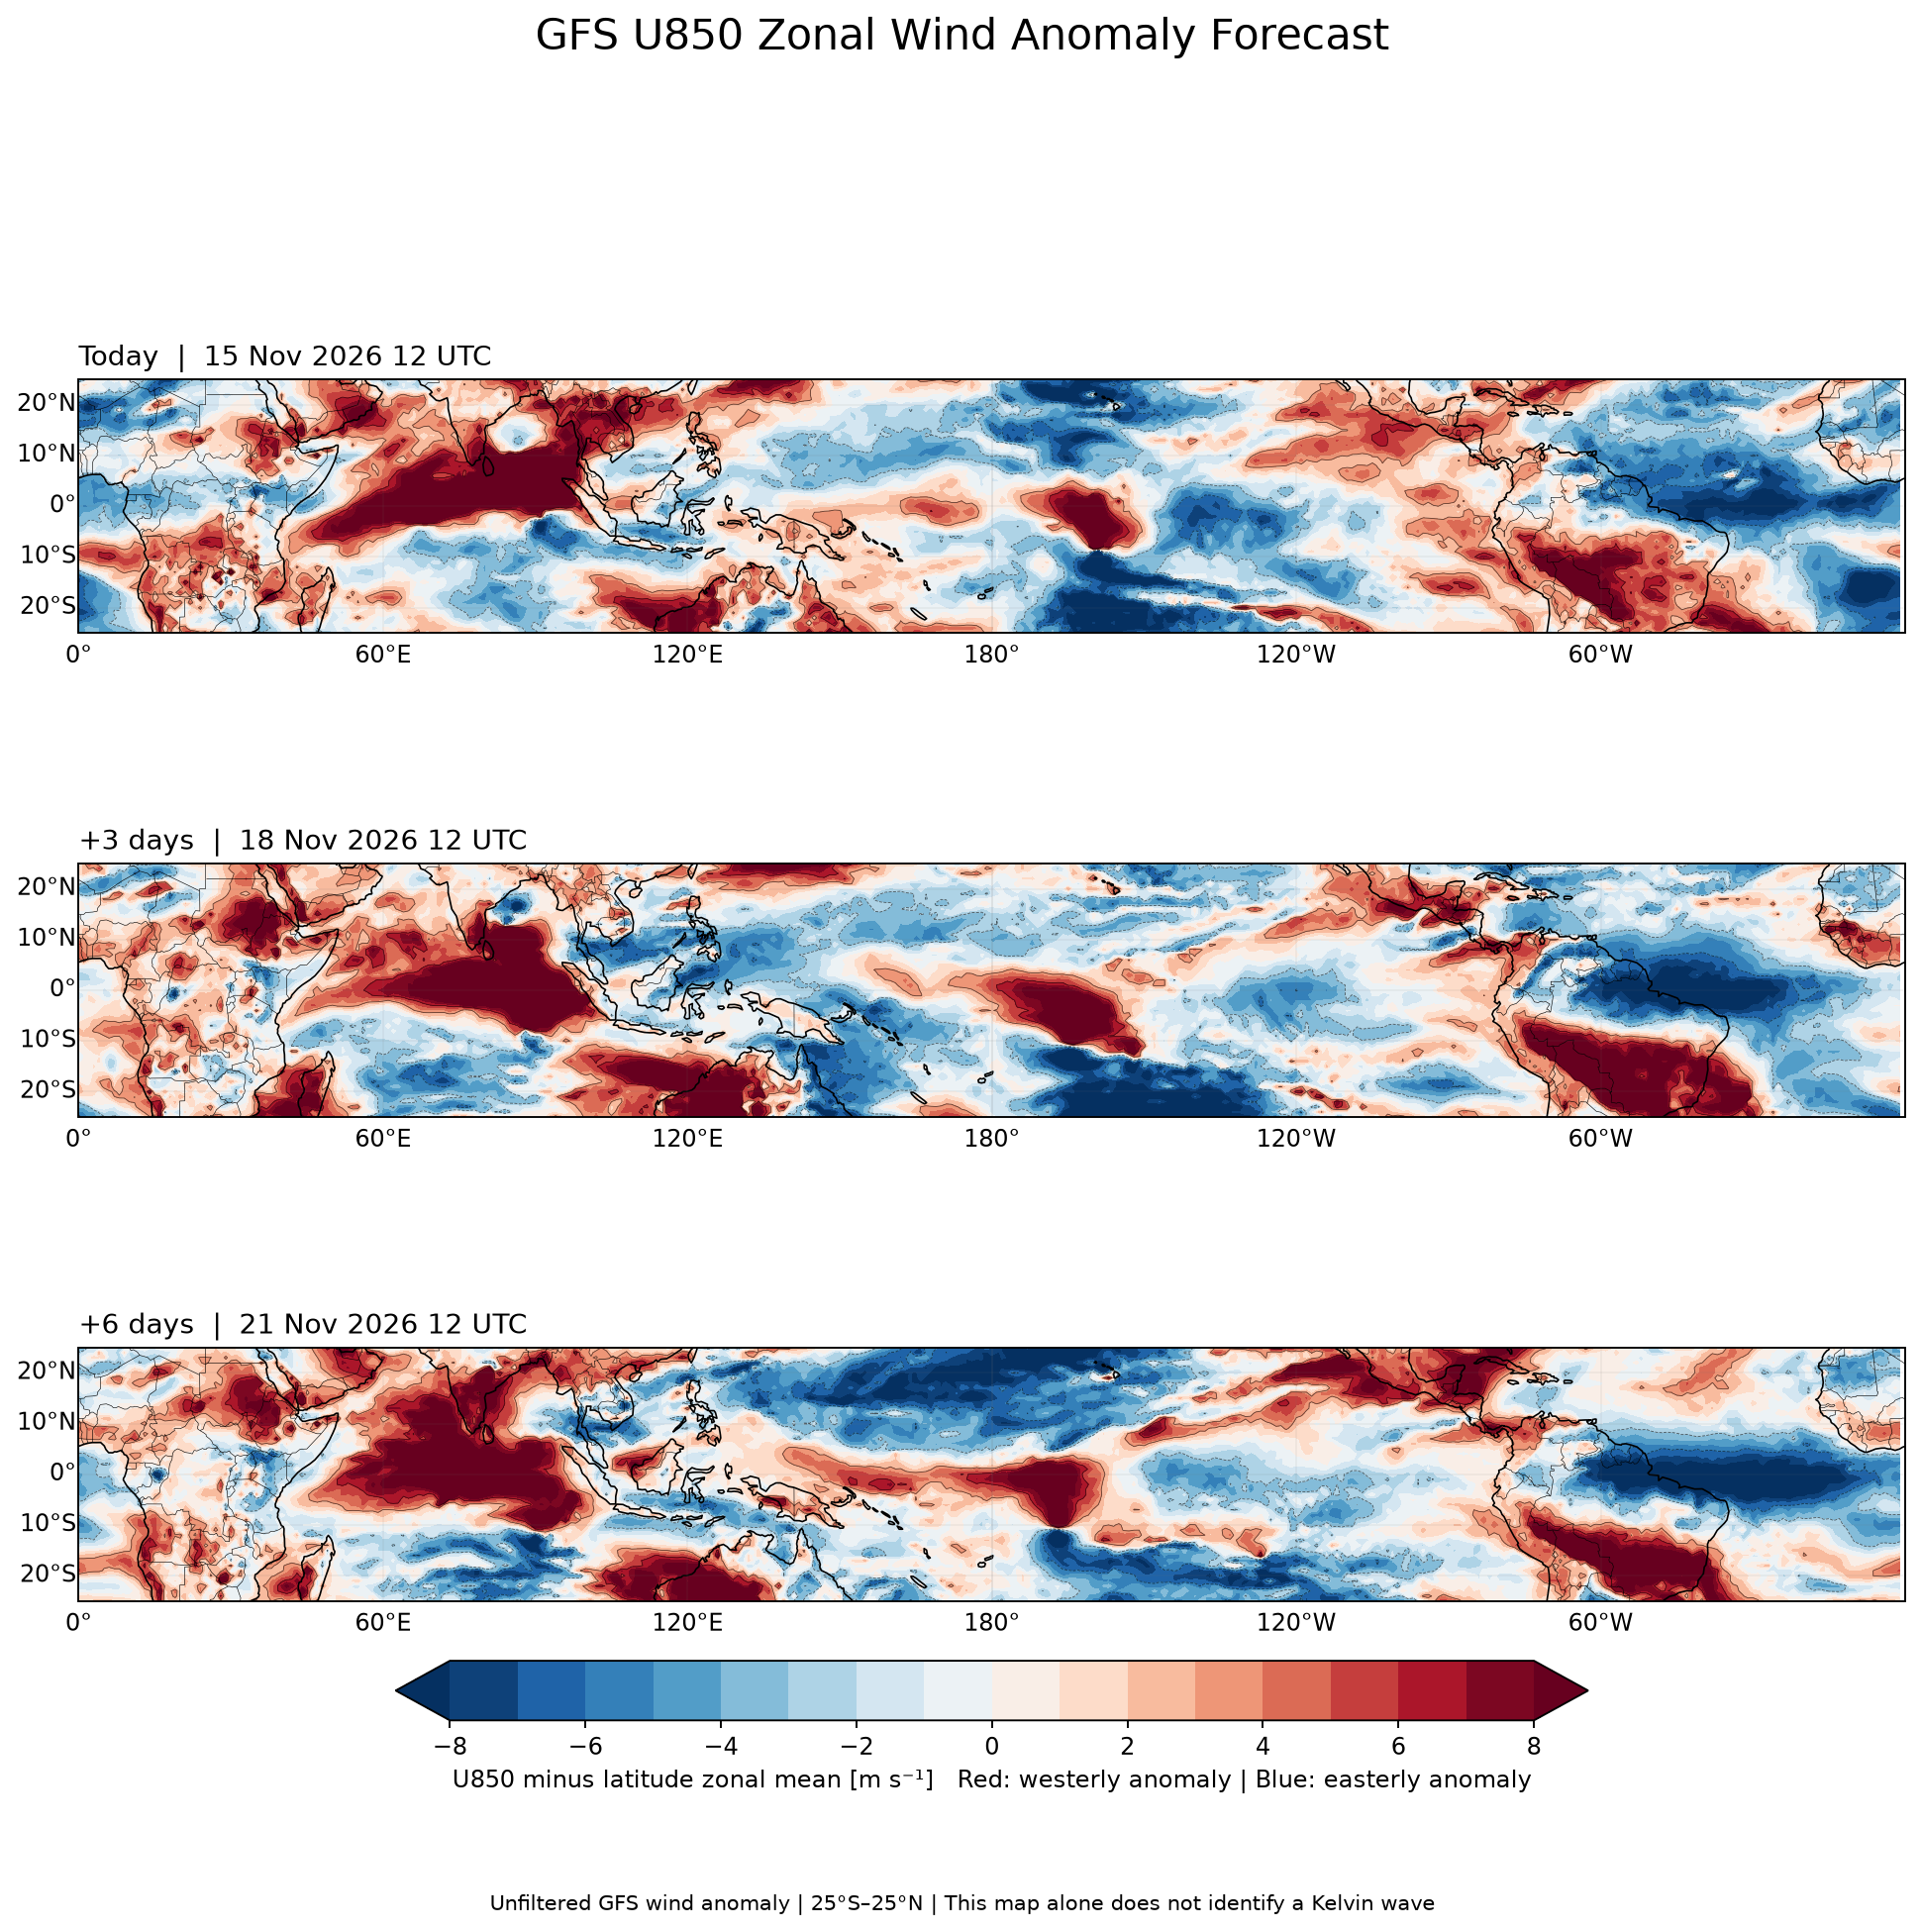 GFS U850 Zonal Wind Anomaly Forecast
Today | 15 Nov 2026 12 UTC
20°N
10°N
0°
10°S
20°S
0° 60°E 120°E 180° 120°W 60°W
+3 days | 18 Nov 2026 12 UTC
20°N
10°N
0°
10°S
20°S
0° 60°E 120°E 180° 120°W 60°W
+6 days | 21 Nov 2026 12 UTC
20°N
10°N
0°
10°S
20°S
0° 60°E 120°E 180° 120°W 60°W
−8 −6 −4 −2 0 2 4 6 8
U850 minus latitude zonal mean [m s⁻¹] Red: westerly anomaly | Blue: easterly anomaly
Unfiltered GFS wind anomaly | 25°S–25°N | This map alone does not identify a Kelvin wave